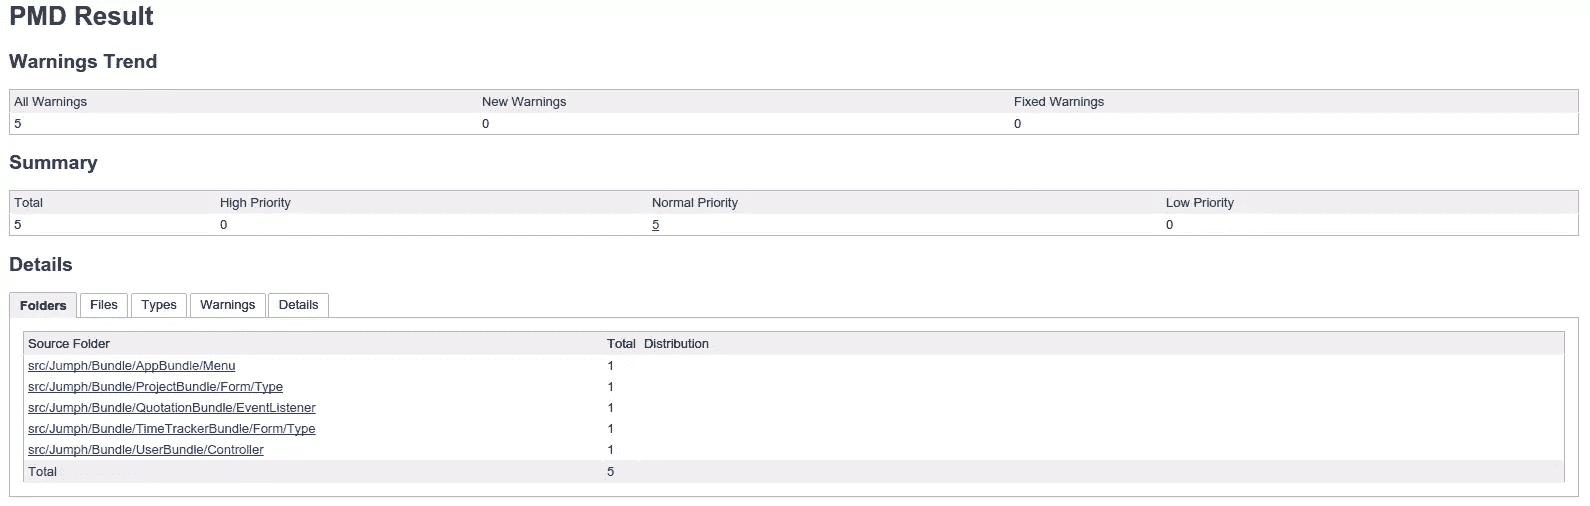 PMD Result
Warnings Trend
All Warnings New Warnings Fixed Warnings
5 0 0
Summary
Total High Priority Normal Priority Low Priority
5 0 5 0
Details
Folders Files Types Warnings Details
Source Folder Total Distribution
src/Jumph/Bundle/AppBundle/Menu 1
src/Jumph/Bundle/ProjectBundle/Form/Type 1
src/Jumph/Bundle/QuotationBundle/EventListener 1
src/Jumph/Bundle/TimeTrackerBundle/Form/Type 1
src/Jumph/Bundle/UserBundle/Controller 1
Total 5